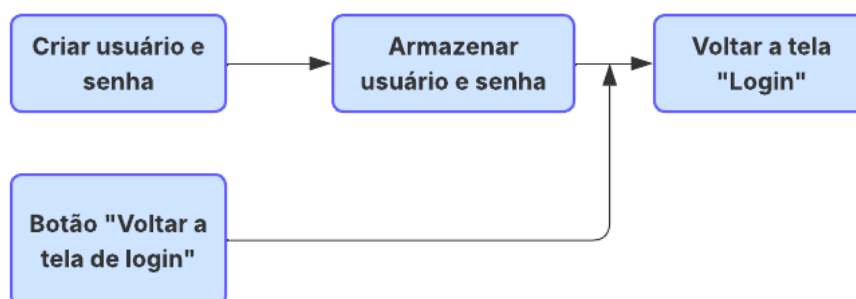 Criar usuário e
senha
Armazenar
usuário e senha
Voltar a tela
"Login"
Botão "Voltar a
tela de login"